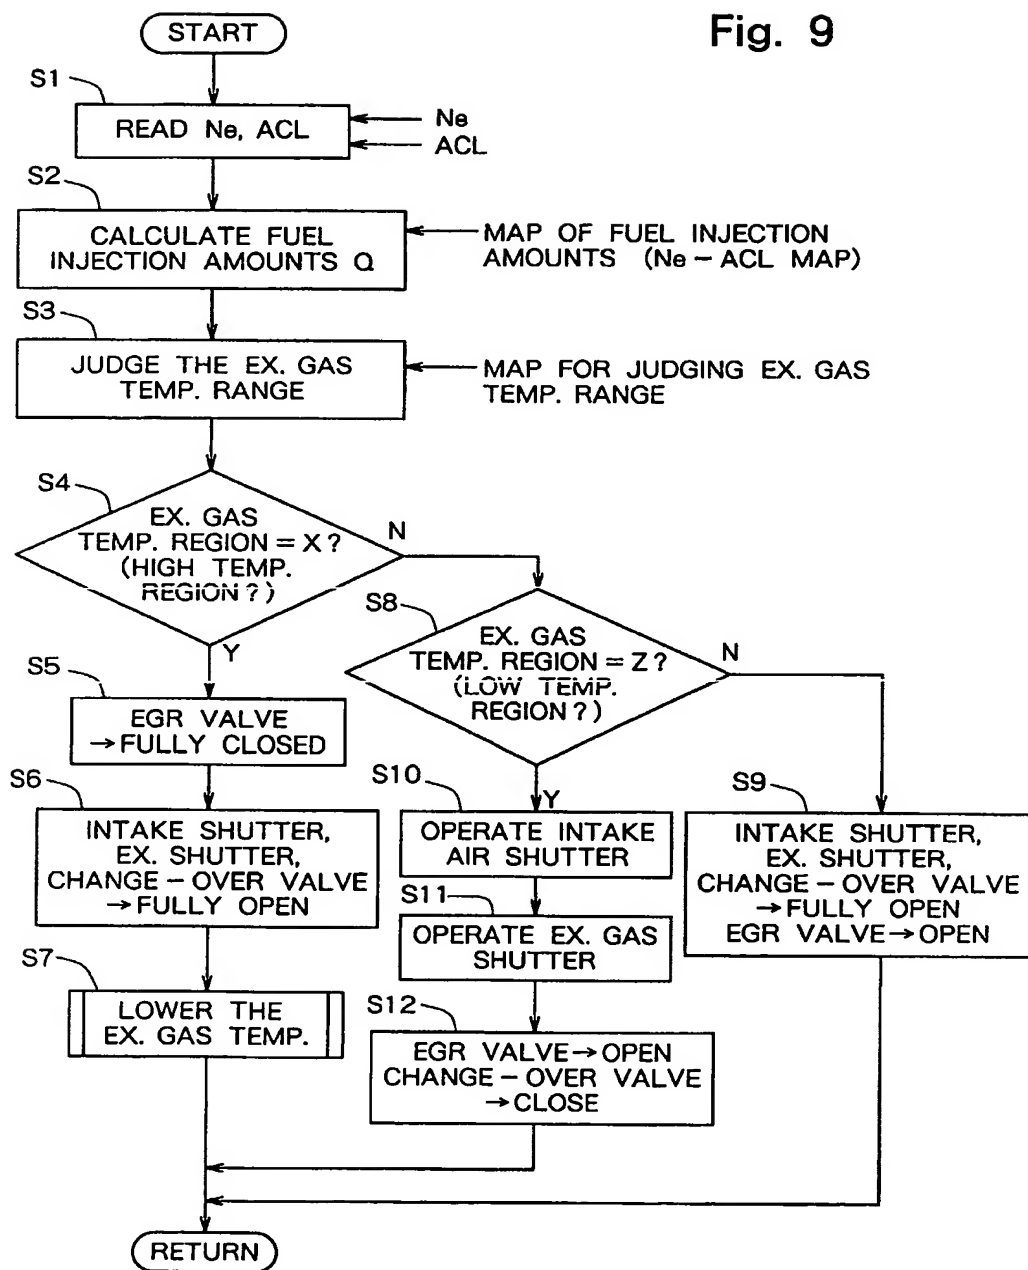 Fig. 9
START
S1
READ Ne, ACL
Ne
ACL
S2
CALCULATE FUEL
INJECTION AMOUNTS Q
MAP OF FUEL INJECTION
AMOUNTS (Ne-ACL MAP)
S3
JUDGE THE EX. GAS
TEMP. RANGE
MAP FOR JUDGING EX. GAS
TEMP. RANGE
S4
EX. GAS
TEMP. REGION=X?
(HIGH TEMP.
REGION?)
N
Y
S5
EGR VALVE
→FULLY CLOSED
S6
INTAKE SHUTTER,
EX. SHUTTER,
CHANGE-OVER VALVE
→FULLY OPEN
S7
LOWER THE
EX. GAS TEMP.
S8
EX. GAS
TEMP. REGION=Z?
(LOW TEMP.
REGION?)
N
Y
S10
OPERATE INTAKE
AIR SHUTTER
S11
OPERATE EX. GAS
SHUTTER
S12
EGR VALVE→OPEN
CHANGE-OVER VALVE
→CLOSE
S9
INTAKE SHUTTER,
EX. SHUTTER,
CHANGE-OVER VALVE
→FULLY OPEN
EGR VALVE→OPEN
RETURN